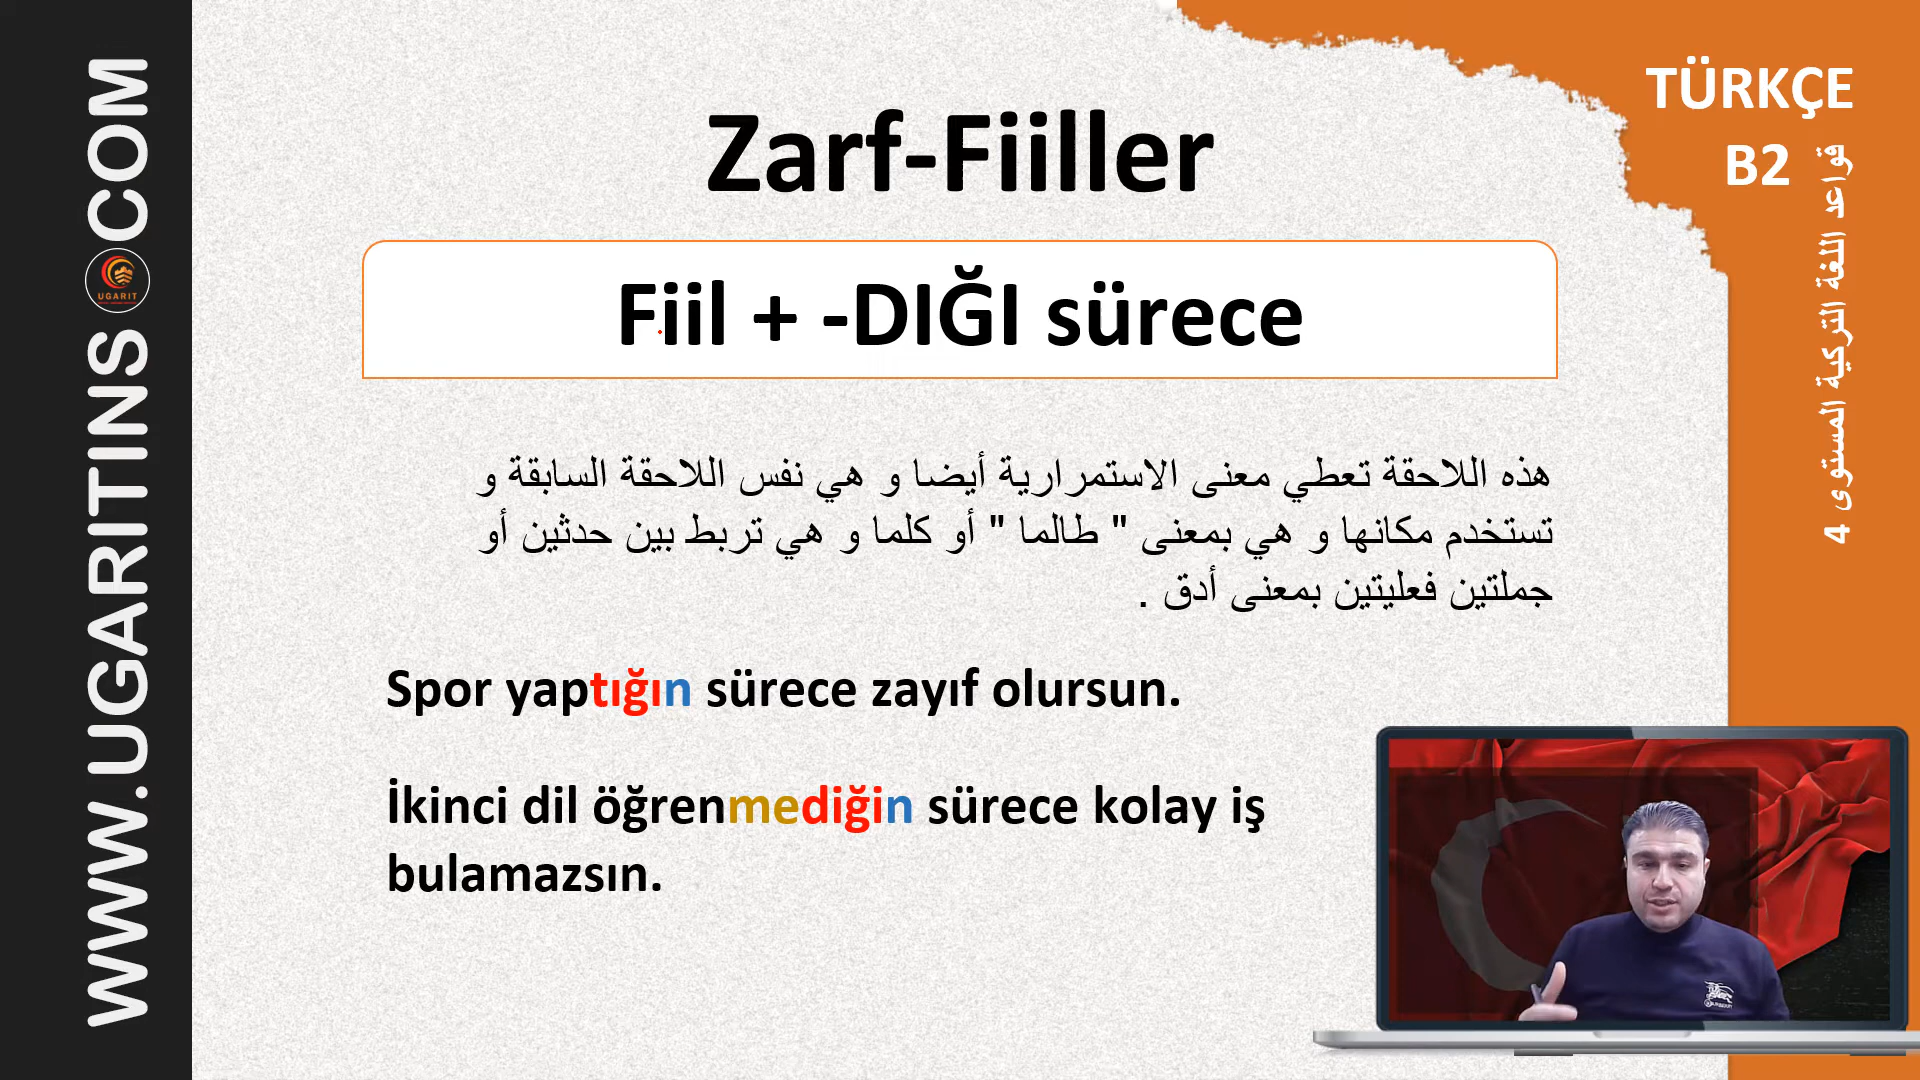 WWW.UGARITINS.COM
UGARIT
TÜRKÇE
B2
قواعد اللغة التركية المستوى 4
Zarf-Fiiller
Fiil + -DIĞI sürece
هذه اللاحقة تعطي معنى الاستمرارية أيضا و هي نفس اللاحقة السابقة و
تستخدم مكانها و هي بمعنى " طالما " أو كلما و هي تربط بين حدثين أو
جملتين فعليتين بمعنى أدق .
Spor yaptığın sürece zayıf olursun.
İkinci dil öğrenmediğin sürece kolay iş
bulamazsın.